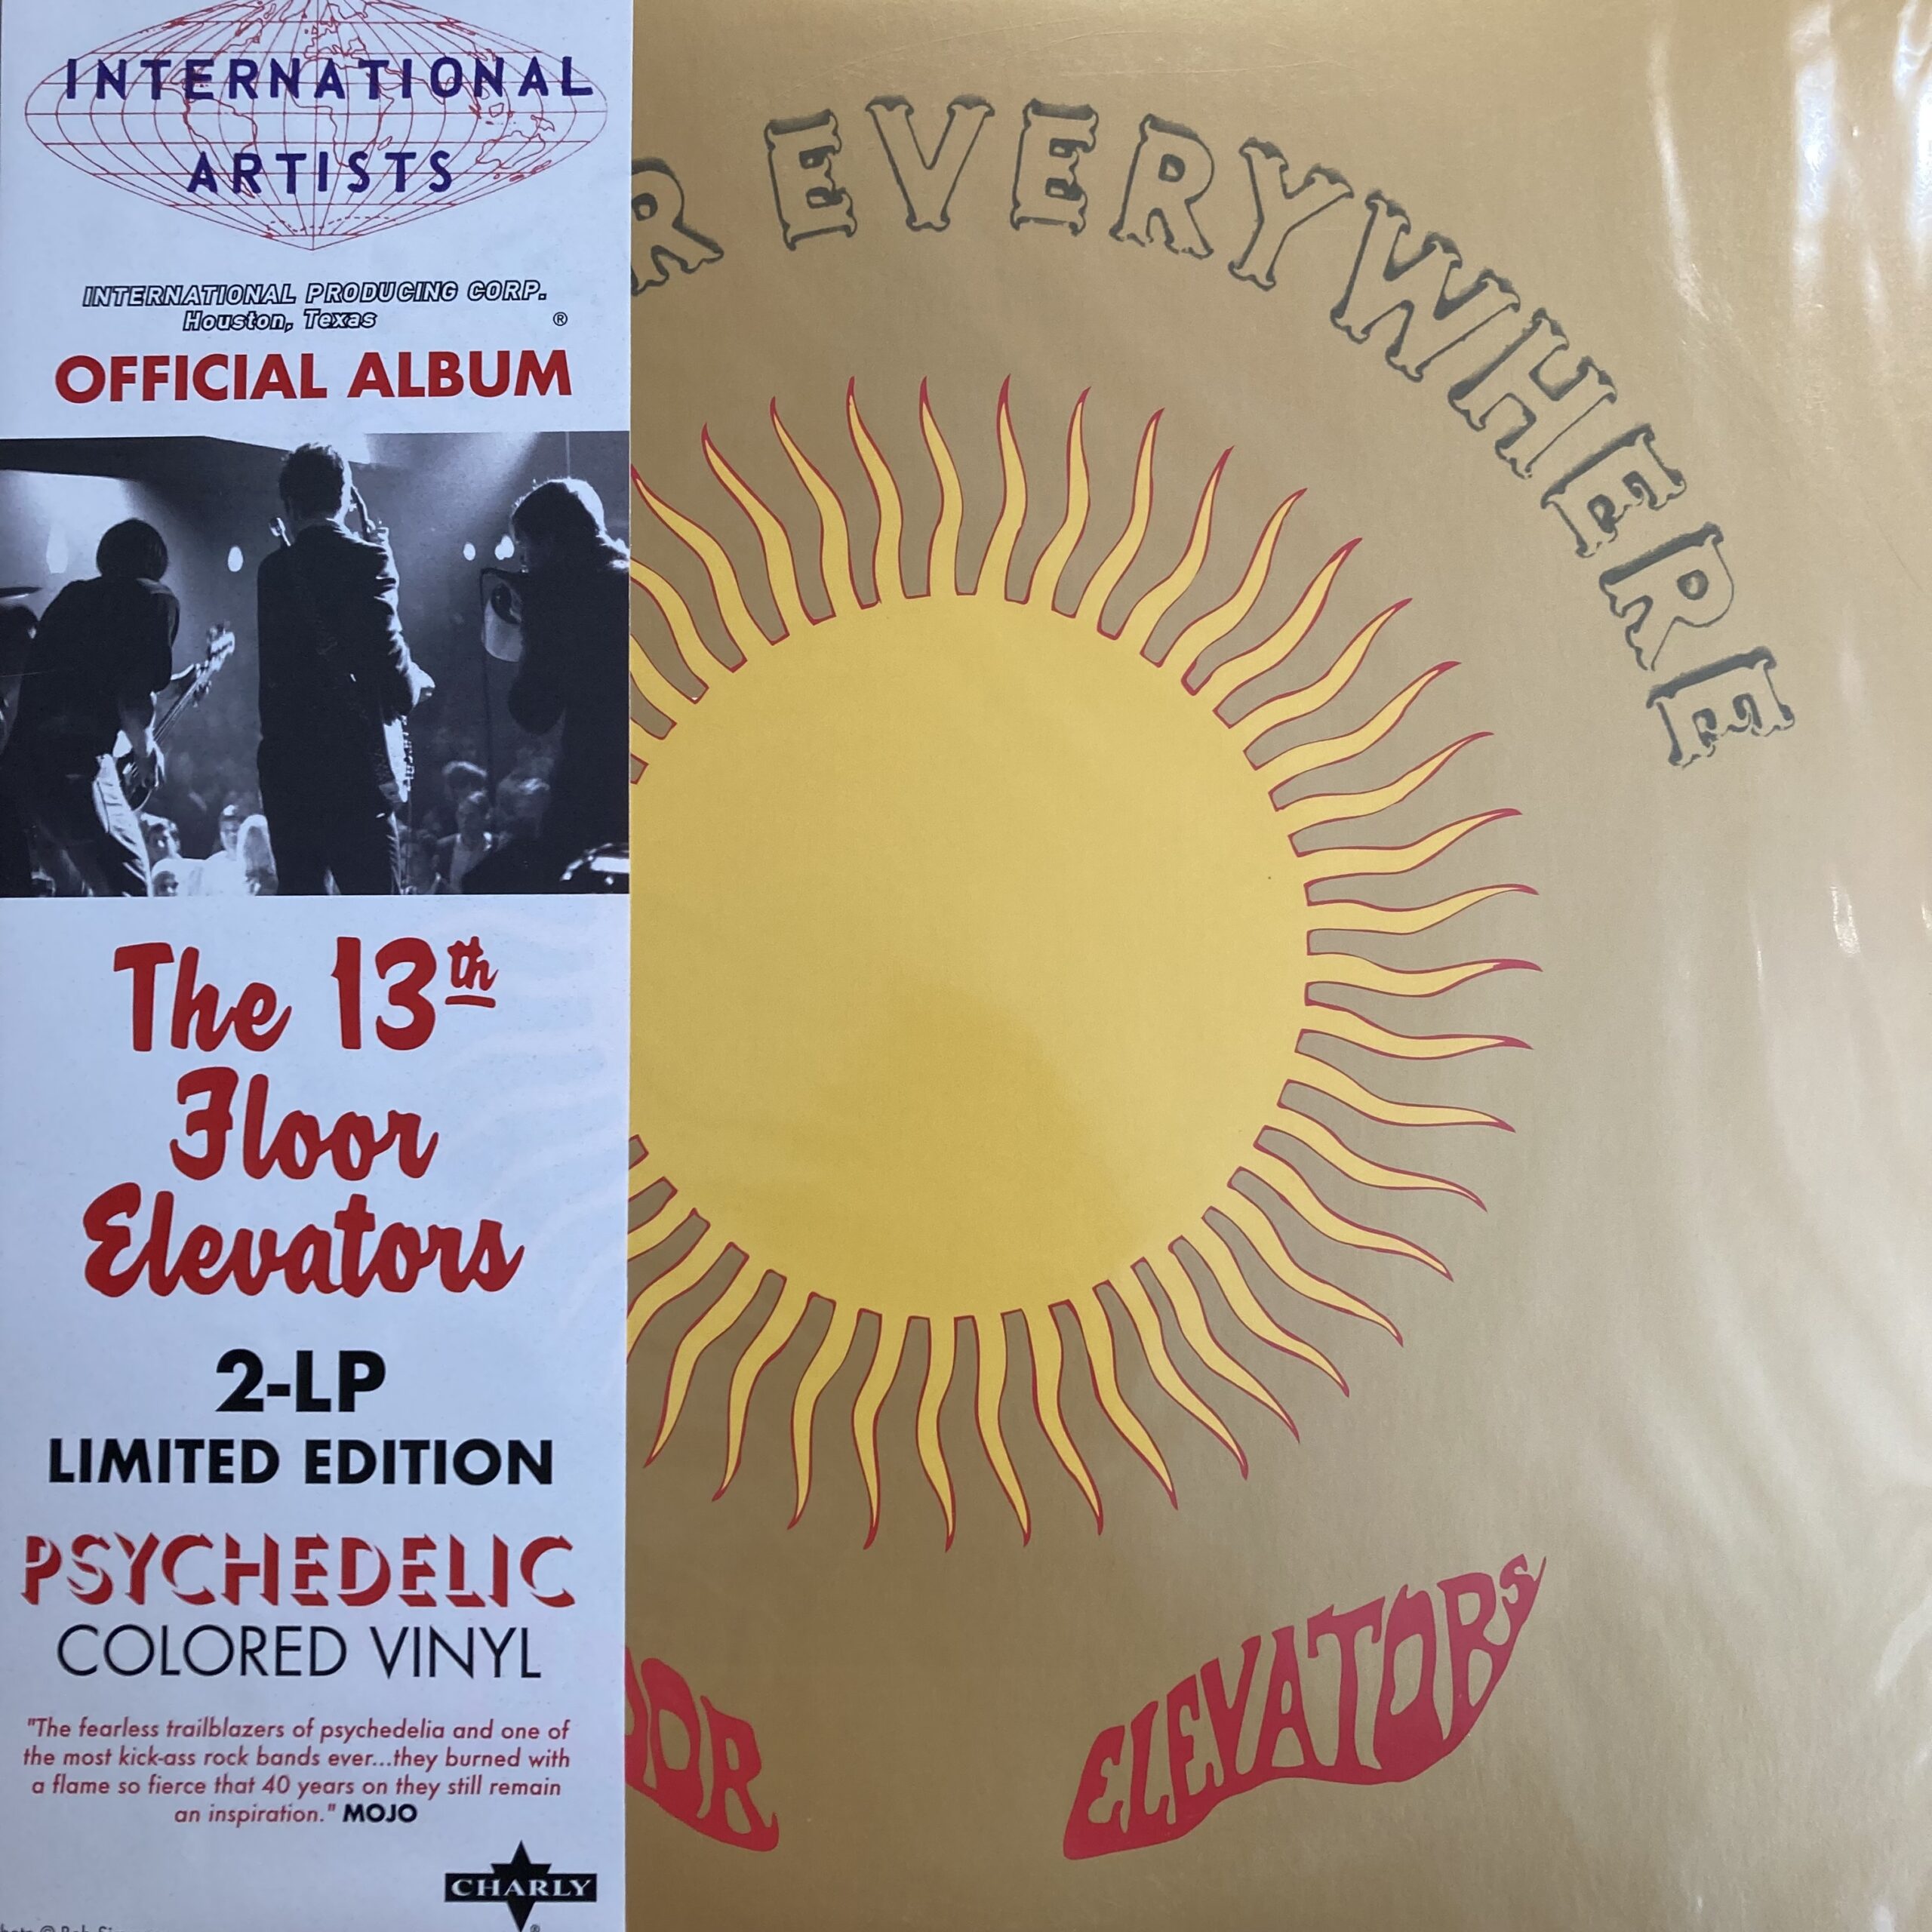 INTERNATIONAL
ARTISTS
INTERNATIONAL PRODUCING CORP.
Houston, Texas ®
OFFICIAL ALBUM
The 13th
Floor
Elevators
2-LP
LIMITED EDITION
PSYCHEDELIC
COLORED VINYL
"The fearless trailblazers of psychedelia and one of
the most kick-ass rock bands ever...they burned with
a flame so fierce that 40 years on they still remain
an inspiration." MOJO
CHARLY
®
R EVERYWHERE
OOR ELEVATORS